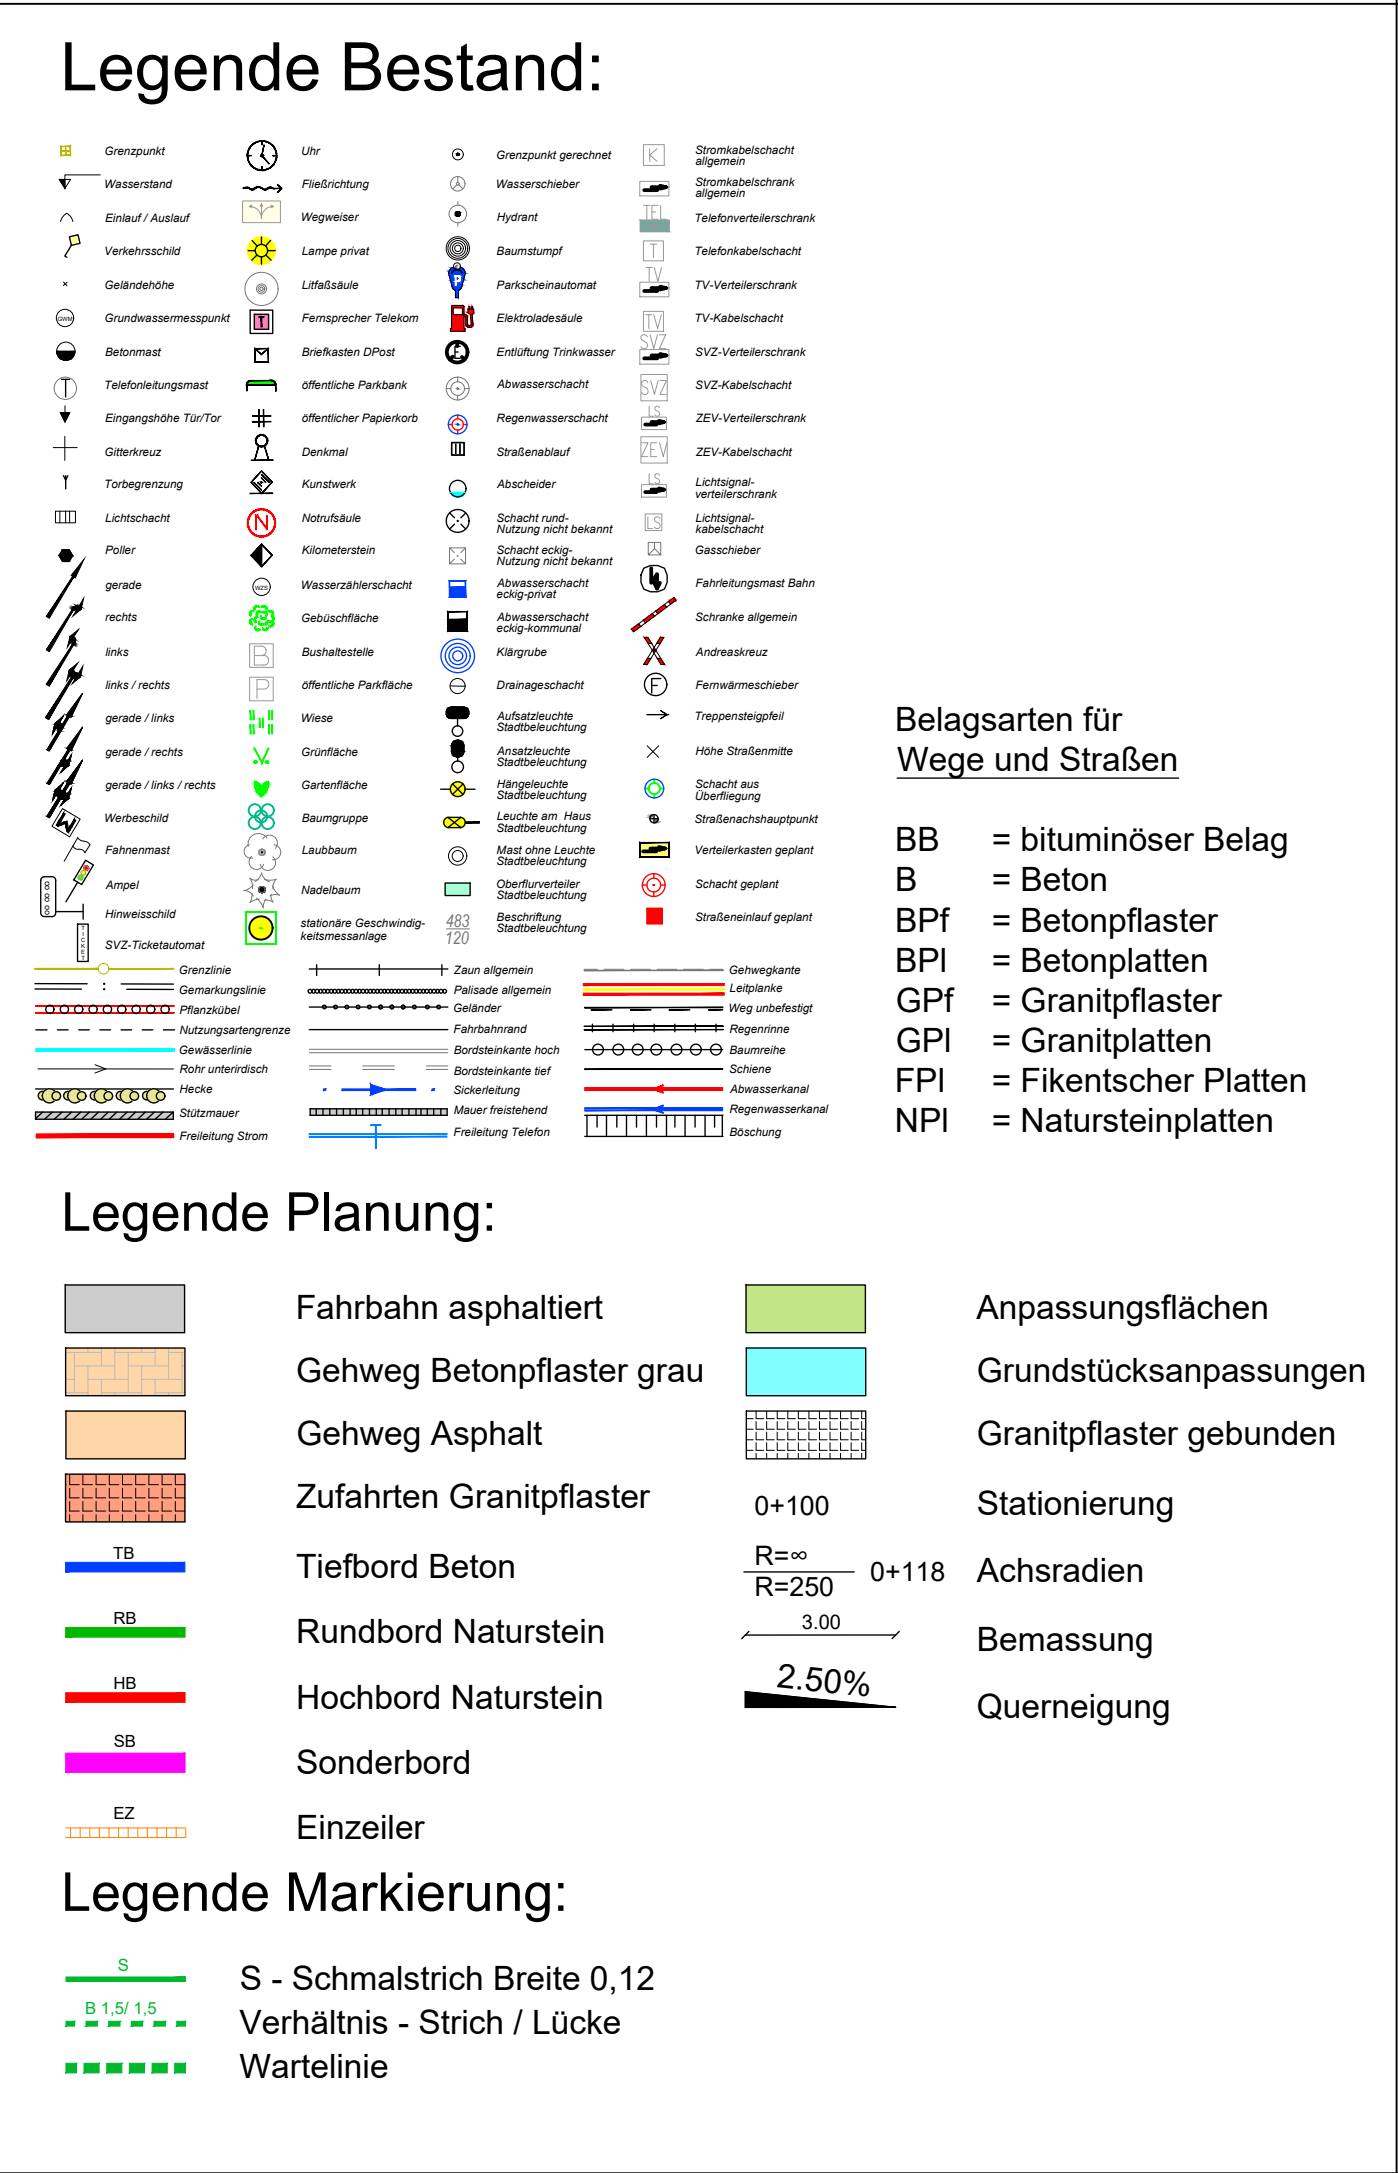 Legende Bestand:
Grenzpunkt
Wasserstand
Einlauf / Auslauf
Verkehrsschild
Geländehöhe
GWM
Grundwassermesspunkt
Betonmast
T
Telefonleitungsmast
Eingangshöhe Tür/Tor
Gitterkreuz
Torbegrenzung
Lichtschacht
Poller
gerade
rechts
links
links / rechts
gerade / links
gerade / rechts
gerade / links / rechts
W
Werbeschild
Fahnenmast
Ampel
Hinweisschild
TICKET
SVZ-Ticketautomat
Uhr
Fließrichtung
Wegweiser
Lampe privat
Litfaßsäule
T
Fernsprecher Telekom
Briefkasten DPost
öffentliche Parkbank
öffentlicher Papierkorb
Denkmal
Kunstwerk
N
Notrufsäule
Kilometerstein
WZS
Wasserzählerschacht
Gebüschfläche
B
Bushaltestelle
P
öffentliche Parkfläche
Wiese
Grünfläche
Gartenfläche
Baumgruppe
Laubbaum
Nadelbaum
stationäre Geschwindig-
keitsmessanlage
Grenzpunkt gerechnet
Wasserschieber
Hydrant
Baumstumpf
P
Parkscheinautomat
Elektroladesäule
E
Entlüftung Trinkwasser
Abwasserschacht
Regenwasserschacht
Straßenablauf
Abscheider
Schacht rund-
Nutzung nicht bekannt
Schacht eckig-
Nutzung nicht bekannt
Abwasserschacht
eckig-privat
Abwasserschacht
eckig-kommunal
Klärgrube
Drainageschacht
Aufsatzleuchte
Stadtbeleuchtung
Ansatzleuchte
Stadtbeleuchtung
Hängeleuchte
Stadtbeleuchtung
Leuchte am Haus
Stadtbeleuchtung
Mast ohne Leuchte
Stadtbeleuchtung
Oberflurverteiler
Stadtbeleuchtung
483
120
Beschriftung
Stadtbeleuchtung
K
Stromkabelschacht
allgemein
Stromkabelschrank
allgemein
TEL
Telefonverteilerschrank
T
Telefonkabelschacht
TV
TV-Verteilerschrank
TV
TV-Kabelschacht
SVZ
SVZ-Verteilerschrank
SVZ
SVZ-Kabelschacht
LS
ZEV-Verteilerschrank
ZEV
ZEV-Kabelschacht
LS
Lichtsignal-
verteilerschrank
LS
Lichtsignal-
kabelschacht
Gasschieber
Fahrleitungsmast Bahn
Schranke allgemein
Andreaskreuz
F
Fernwärmeschieber
Treppensteigpfeil
Höhe Straßenmitte
Schacht aus
Überfliegung
Straßenachshauptpunkt
Verteilerkasten geplant
Schacht geplant
Straßeneinlauf geplant
Grenzlinie
Gemarkungslinie
Pflanzkübel
Nutzungsartengrenze
Gewässerlinie
Rohr unterirdisch
Hecke
Stützmauer
Freileitung Strom
Zaun allgemein
Palisade allgemein
Geländer
Fahrbahnrand
Bordsteinkante hoch
Bordsteinkante tief
Sickerleitung
Mauer freistehend
Freileitung Telefon
Gehwegkante
Leitplanke
Weg unbefestigt
Regenrinne
Baumreihe
Schiene
Abwasserkanal
Regenwasserkanal
Böschung
Belagsarten für
Wege und Straßen
BB = bituminöser Belag
B = Beton
BPf = Betonpflaster
BPl = Betonplatten
GPf = Granitpflaster
GPl = Granitplatten
FPl = Fikentscher Platten
NPl = Natursteinplatten
Legende Planung:
Fahrbahn asphaltiert
Gehweg Betonpflaster grau
Gehweg Asphalt
Zufahrten Granitpflaster
TB
Tiefbord Beton
RB
Rundbord Naturstein
HB
Hochbord Naturstein
SB
Sonderbord
EZ
Einzeiler
Anpassungsflächen
Grundstücksanpassungen
Granitpflaster gebunden
0+100 Stationierung
R=∞
R=250
0+118 Achsradien
3.00
Bemassung
2.50%
Querneigung
Legende Markierung:
S
S - Schmalstrich Breite 0,12
B 1,5/ 1,5
Verhältnis - Strich / Lücke
Wartelinie